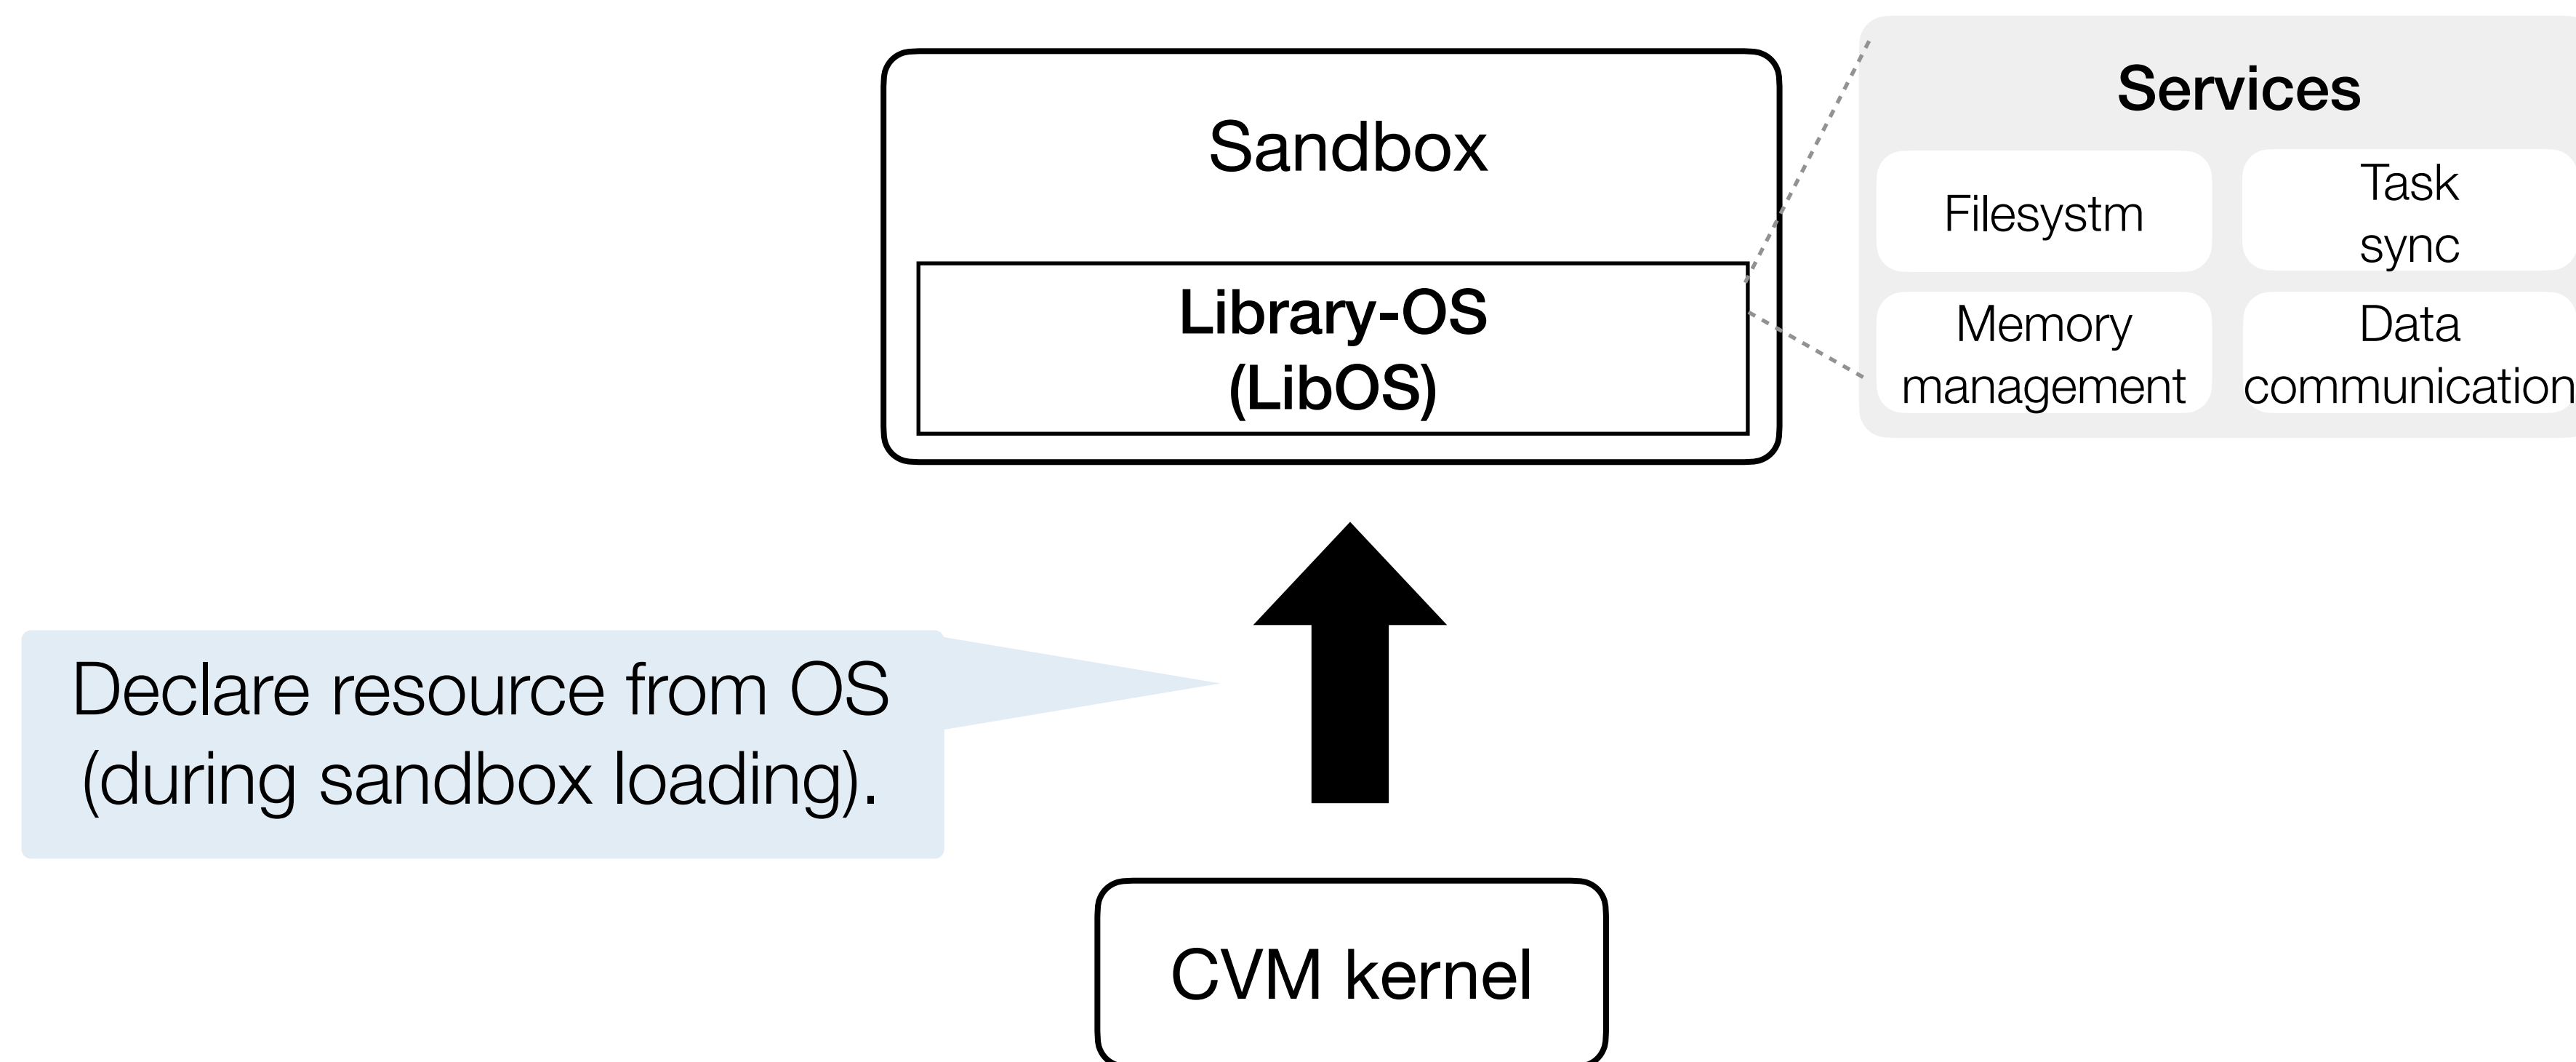 Services
Sandbox
Filesystm
Task
sync
Library-OS
(LibOS)
Memory
management
Data
communication
Declare resource from OS
(during sandbox loading).
CVM kernel